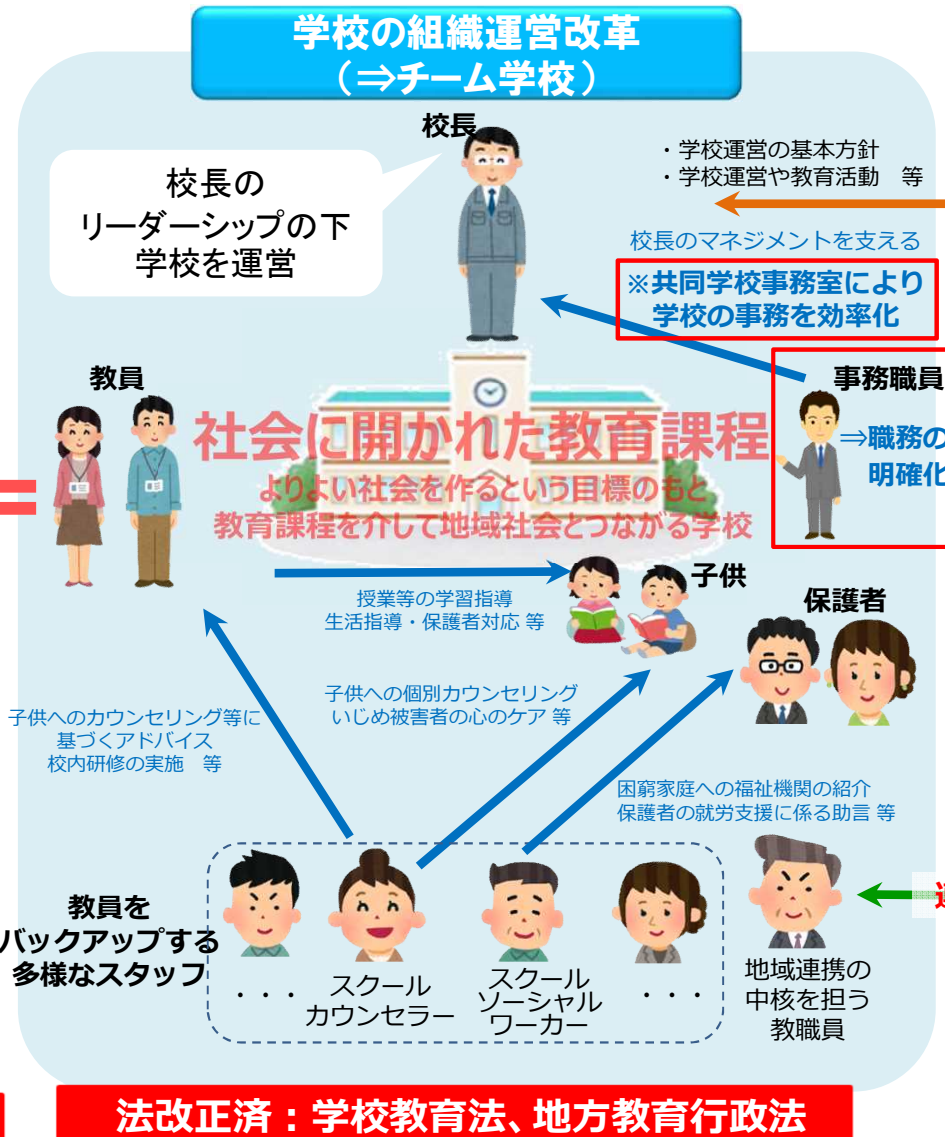 学校の組織運営改革
(⇒チーム学校)
校長
校長の
リーダーシップの下
学校を運営
・学校運営の基本方針
・学校運営や教育活動 等
校長のマネジメントを支える
※共同学校事務室により
学校の事務を効率化
教員
事務職員
⇒職務の
明確化
社会に開かれた教育課程
よりよい社会を作るという目標のもと
教育課程を介して地域社会とつながる学校
子供
授業等の学習指導
生活指導・保護者対応 等
保護者
子供へのカウンセリング等に
基づくアドバイス
校内研修の実施 等
子供への個別カウンセリング
いじめ被害者の心のケア 等
困窮家庭への福祉機関の紹介
保護者の就労支援に係る助言 等
教員を
バックアップする
多様なスタッフ
・・・
スクール
カウンセラー
スクール
ソーシャル
ワーカー
・・・
地域連携の
中核を担う
教職員
法改正済:学校教育法、地方教育行政法